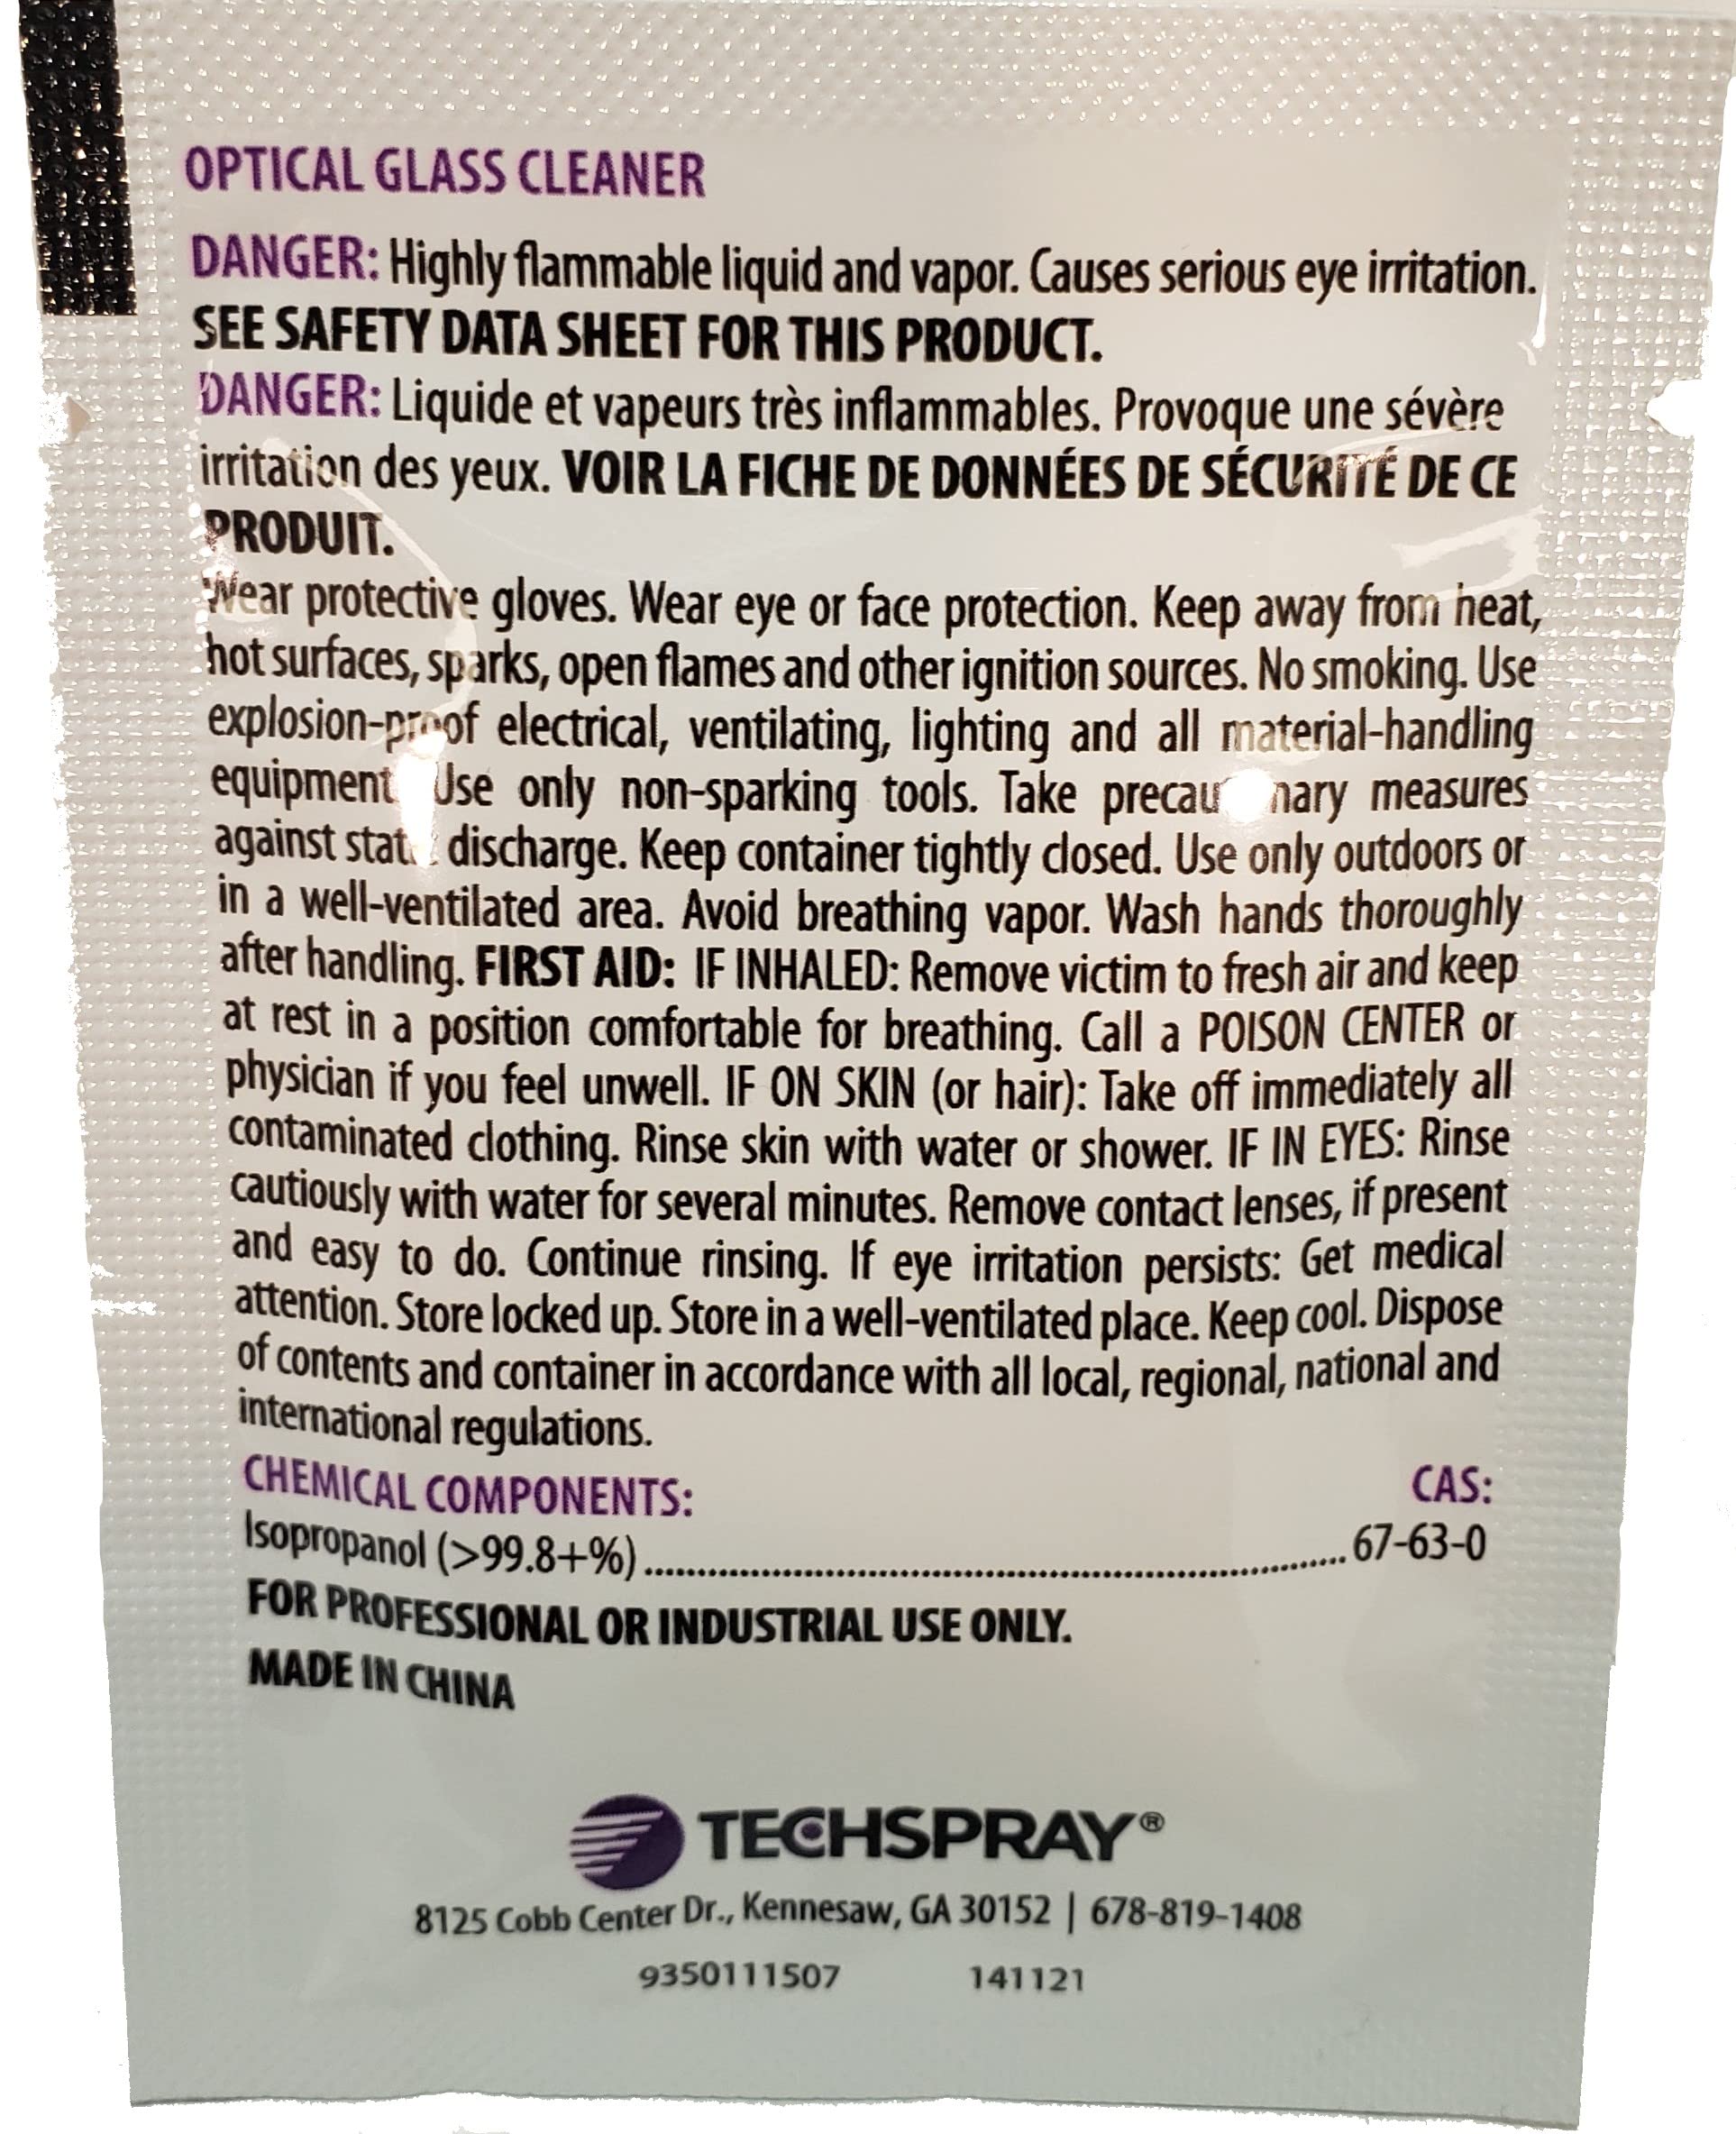 OPTICAL GLASS CLEANER
DANGER: Highly flammable liquid and vapor. Causes serious eye irritation.
SEE SAFETY DATA SHEET FOR THIS PRODUCT.
DANGER: Liquide et vapeurs très inflammables. Provoque une sévère
irritation des yeux. VOIR LA FICHE DE DONNÉES DE SÉCURITÉ DE CE
PRODUIT.
Wear protective gloves. Wear eye or face protection. Keep away from heat,
hot surfaces, sparks, open flames and other ignition sources. No smoking. Use
explosion-proof electrical, ventilating, lighting and all material-handling
equipment. Use only non-sparking tools. Take precautionary measures
against static discharge. Keep container tightly closed. Use only outdoors or
in a well-ventilated area. Avoid breathing vapor. Wash hands thoroughly
after handling. FIRST AID: IF INHALED: Remove victim to fresh air and keep
at rest in a position comfortable for breathing. Call a POISON CENTER or
physician if you feel unwell. IF ON SKIN (or hair): Take off immediately all
contaminated clothing. Rinse skin with water or shower. IF IN EYES: Rinse
cautiously with water for several minutes. Remove contact lenses, if present
and easy to do. Continue rinsing. If eye irritation persists: Get medical
attention. Store locked up. Store in a well-ventilated place. Keep cool. Dispose
of contents and container in accordance with all local, regional, national and
international regulations.
CHEMICAL COMPONENTS: CAS:
Isopropanol (>99.8+%)........................................................................67-63-0
FOR PROFESSIONAL OR INDUSTRIAL USE ONLY.
MADE IN CHINA
TECHSPRAY®
8125 Cobb Center Dr., Kennesaw, GA 30152 | 678-819-1408
9350111507 141121